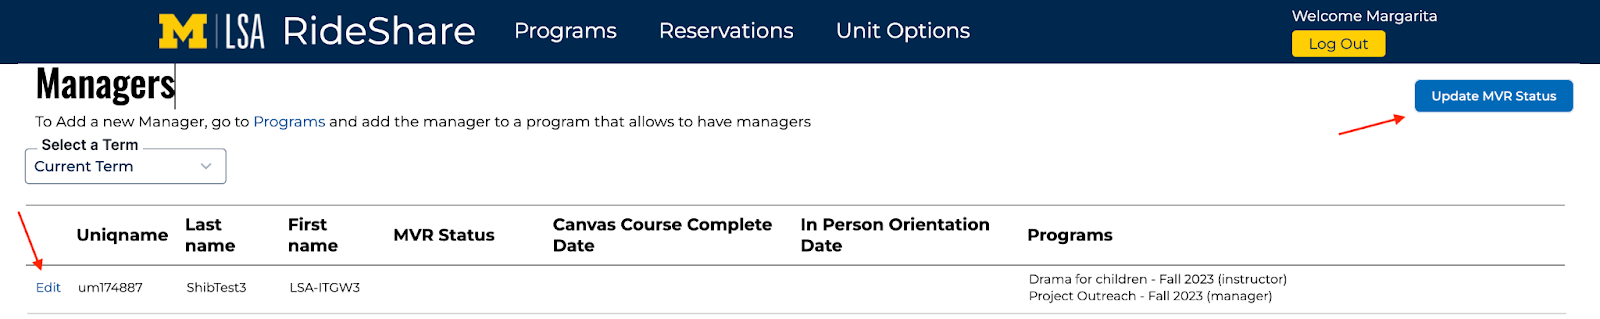 M LSA RideShare Programs Reservations Unit Options
Welcome Margarita
Log Out
Managers
Update MVR Status
To Add a new Manager, go to Programs and add the manager to a program that allows to have managers
Select a Term
Current Term
Uniqname Last name First name MVR Status Canvas Course Complete Date In Person Orientation Date Programs
Edit um174887 ShibTest3 LSA-ITGW3 Drama for children - Fall 2023 (instructor)
Project Outreach - Fall 2023 (manager)